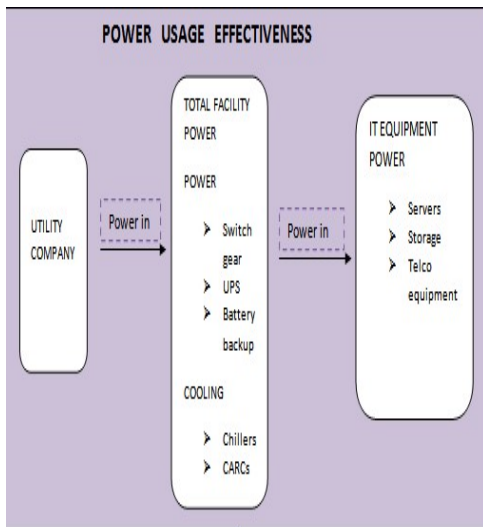 POWER USAGE EFFECTIVENESS
UTILITY
COMPANY
Power in
TOTAL FACILITY
POWER
POWER
Switch
gear
UPS
Battery
backup
COOLING
Chillers
CARCs
Power in
IT EQUIPMENT
POWER
Servers
Storage
Telco
equipment